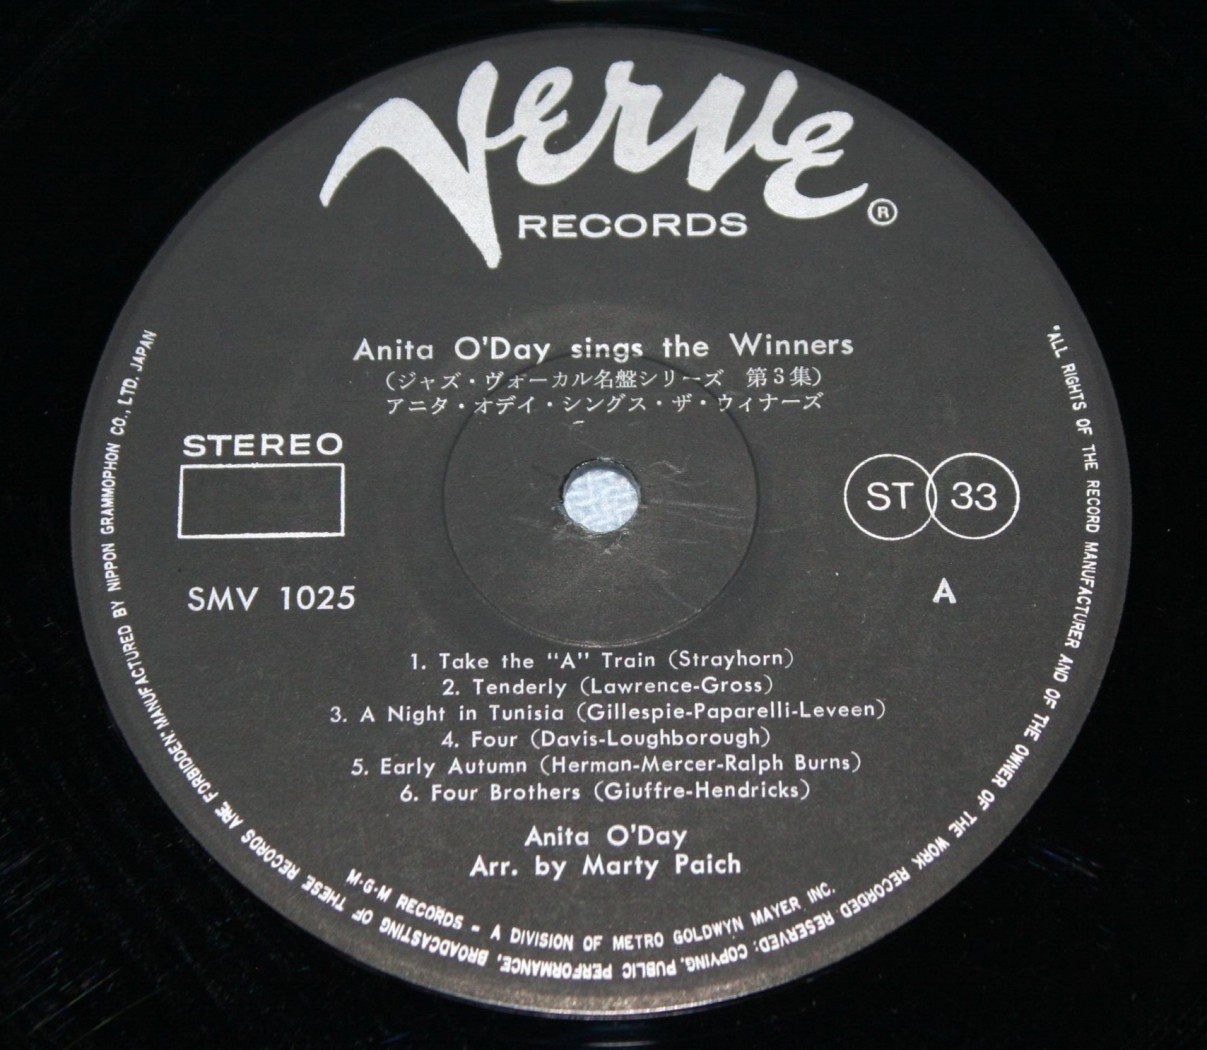 Verve
RECORDS ®
Anita O'Day sings the Winners
(ジャズ・ヴォーカル名盤シリーズ 第3集)
アニタ・オデイ・シングス・ザ・ウィナーズ
STEREO
ST 33
SMV 1025
A
1. Take the "A" Train (Strayhorn)
2. Tenderly (Lawrence-Gross)
3. A Night in Tunisia (Gillespie-Paparelli-Leveen)
4. Four (Davis-Loughborough)
5. Early Autumn (Herman-Mercer-Ralph Burns)
6. Four Brothers (Giuffre-Hendricks)
Anita O'Day
Arr. by Marty Paich
M·G·M RECORDS - A DIVISION OF METRO GOLDWYN MAYER INC.
"ALL RIGHTS OF THE RECORD MANUFACTURER AND OF THE OWNER OF THE WORK RECORDED RESERVED: COPYING, PUBLIC PERFORMANCE, BROADCASTING OF THESE RECORDS ARE FORBIDDEN" MANUFACTURED BY NIPPON GRAMMOPHON CO., LTD. JAPAN